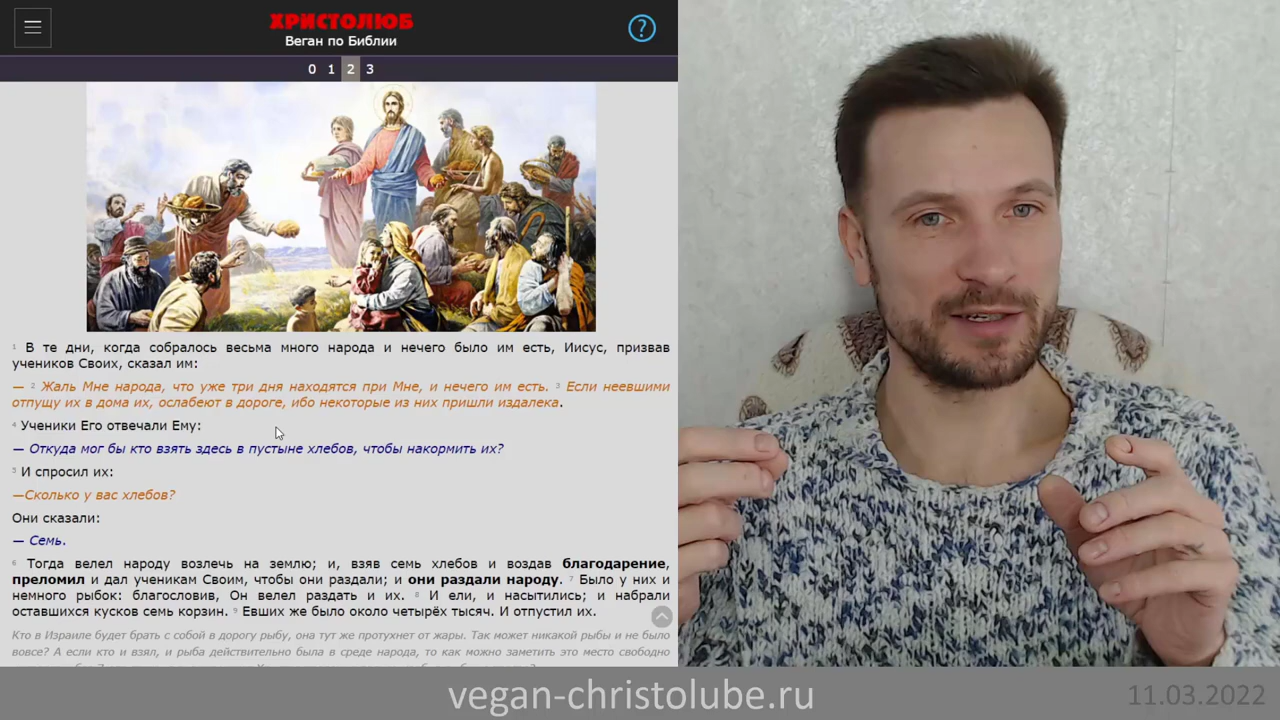 ХРИСТОЛЮБ
Веган по Библии
?
0 1 2 3
1 В те дни, когда собралось весьма много народа и нечего было им есть, Иисус, призвав
учеников Своих, сказал им:
— 2 Жаль Мне народа, что уже три дня находятся при Мне, и нечего им есть. 3 Если неевшими
отпущу их в дома их, ослабеют в дороге, ибо некоторые из них пришли издалека.
4 Ученики Его отвечали Ему:
— Откуда мог бы кто взять здесь в пустыне хлебов, чтобы накормить их?
5 И спросил их:
—Сколько у вас хлебов?
Они сказали:
— Семь.
6 Тогда велел народу возлечь на землю; и, взяв семь хлебов и воздав благодарение,
преломил и дал ученикам Своим, чтобы они раздали; и они раздали народу. 7 Было у них и
немного рыбок: благословив, Он велел раздать и их. 8 И ели, и насытились; и набрали
оставшихся кусков семь корзин. 9 Евших же было около четырёх тысяч. И отпустил их.
Кто в Израиле будет брать с собой в дорогу рыбу, она тут же протухнет от жары. Так может никакой рыбы и не было
вовсе? А если кто и взял, и рыба действительно была в среде народа, то как можно заметить это место свободно
vegan-christolube.ru
11.03.2022